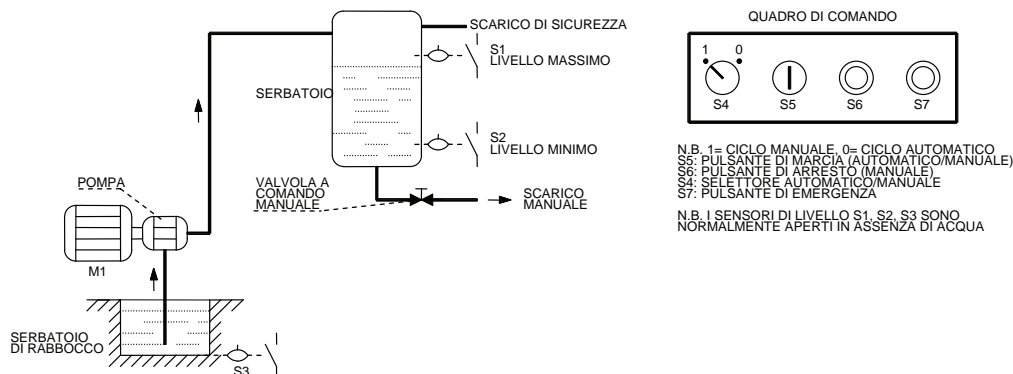 SCARICO DI SICUREZZA
S1
LIVELLO MASSIMO
SERBATOIO
S2
LIVELLO MINIMO
POMPA
VALVOLA A
COMANDO
MANUALE
SCARICO
MANUALE
M1
SERBATOIO
DI RABBOCCO
S3
QUADRO DI COMANDO
1 0
S4 S5 S6 S7
N.B. 1= CICLO MANUALE, 0= CICLO AUTOMATICO
S5: PULSANTE DI MARCIA (AUTOMATICO/MANUALE)
S6: PULSANTE DI ARRESTO (MANUALE)
S4: SELETTORE AUTOMATICO/MANUALE
S7: PULSANTE DI EMERGENZA
N.B. I SENSORI DI LIVELLO S1, S2, S3 SONO
NORMALMENTE APERTI IN ASSENZA DI ACQUA